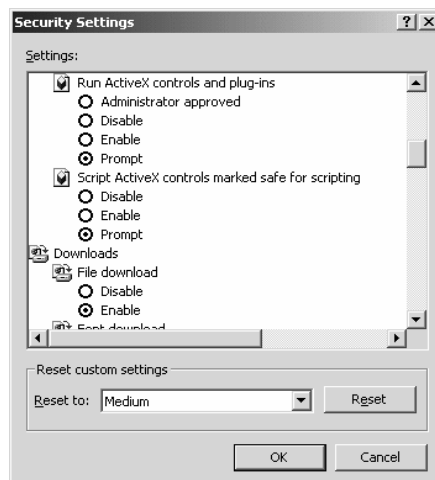 Security Settings
Settings:
Run ActiveX controls and plug-ins
Administrator approved
Disable
Enable
Prompt
Script ActiveX controls marked safe for scripting
Disable
Enable
Prompt
Downloads
File download
Disable
Enable
Font download
Reset custom settings
Reset to: Medium Reset
OK Cancel